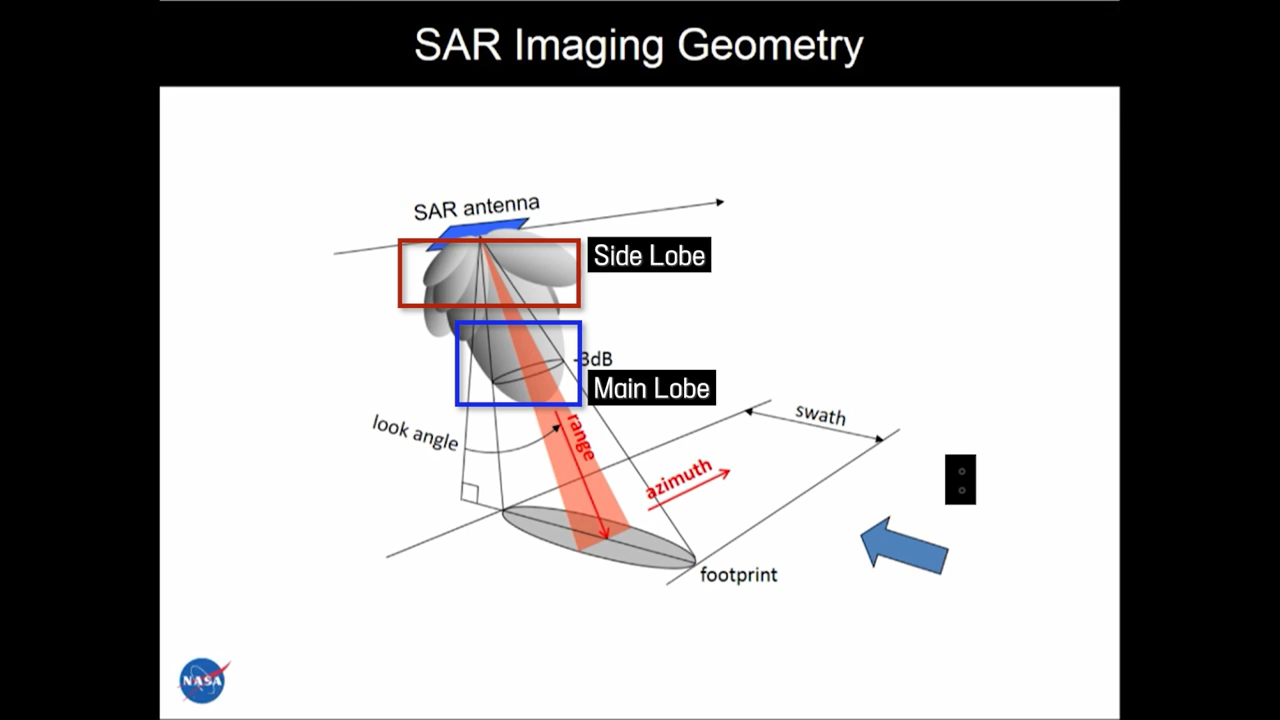 SAR Imaging Geometry
SAR antenna
Side Lobe
-3dB
Main Lobe
look angle
range
swath
azimuth
footprint
NASA